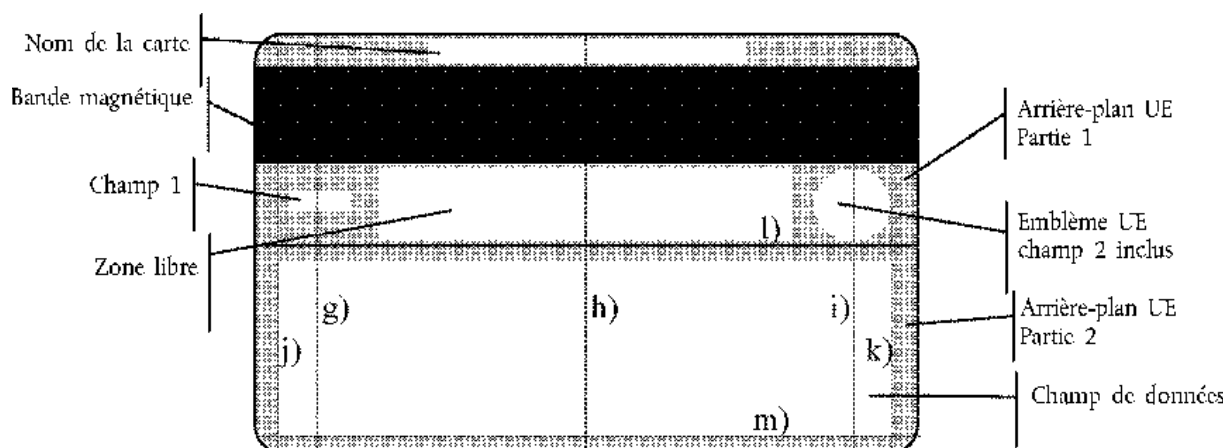 Nom de la carte
Bande magnétique
Champ 1
Zone libre
Arrière-plan UE
Partie 1
Emblème UE
champ 2 inclus
Arrière-plan UE
Partie 2
Champ de données
l)
g)
h)
i)
j)
k)
m)